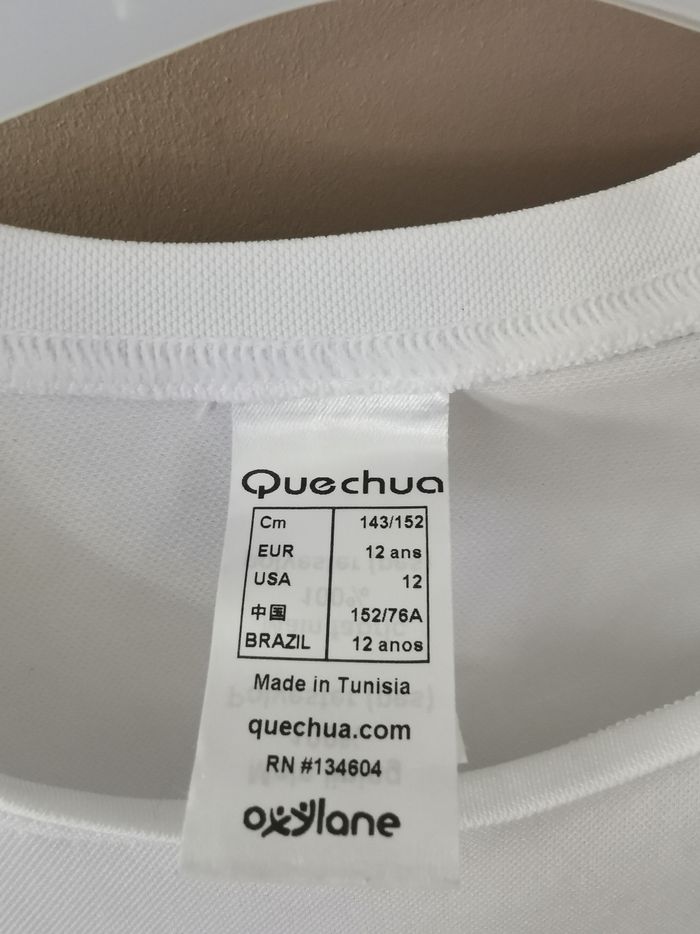 Quechua
Cm 143/152
EUR 12 ans
USA 12
中国 152/76A
BRAZIL 12 anos
Made in Tunisia
quechua.com
RN #134604
oxylane